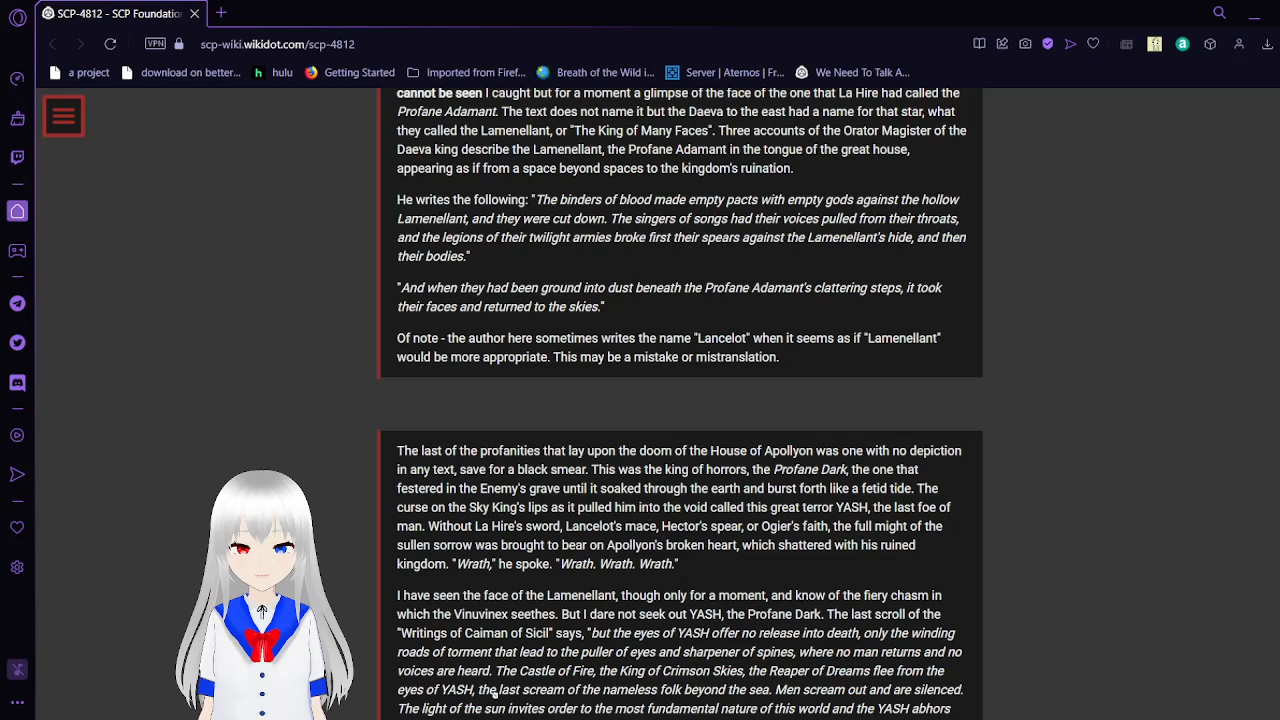 SCP-4812 - SCP Foundation
VPN
scp-wiki.wikidot.com/scp-4812
a project
download on better...
h
hulu
Getting Started
Imported from Firef...
Breath of the Wild i...
Server | Aternos | Fr...
We Need To Talk A...
cannot be seen I caught but for a moment a glimpse of the face of the one that La Hire had called the
Profane Adamant. The text does not name it but the Daeva to the east had a name for that star, what
they called the Lamenellant, or "The King of Many Faces". Three accounts of the Orator Magister of the
Daeva king describe the Lamenellant, the Profane Adamant in the tongue of the great house,
appearing as if from a space beyond spaces to the kingdom's ruination.
He writes the following: "The binders of blood made empty pacts with empty gods against the hollow
Lamenellant, and they were cut down. The singers of songs had their voices pulled from their throats,
and the legions of their twilight armies broke first their spears against the Lamenellant's hide, and then
their bodies."
"And when they had been ground into dust beneath the Profane Adamant's clattering steps, it took
their faces and returned to the skies."
Of note - the author here sometimes writes the name "Lancelot" when it seems as if "Lamenellant"
would be more appropriate. This may be a mistake or mistranslation.
The last of the profanities that lay upon the doom of the House of Apollyon was one with no depiction
in any text, save for a black smear. This was the king of horrors, the Profane Dark, the one that
festered in the Enemy's grave until it soaked through the earth and burst forth like a fetid tide. The
curse on the Sky King's lips as it pulled him into the void called this great terror YASH, the last foe of
man. Without La Hire's sword, Lancelot's mace, Hector's spear, or Ogier's faith, the full might of the
sullen sorrow was brought to bear on Apollyon's broken heart, which shattered with his ruined
kingdom. "Wrath," he spoke. "Wrath. Wrath. Wrath."
I have seen the face of the Lamenellant, though only for a moment, and know of the fiery chasm in
which the Vinuvinex seethes. But I dare not seek out YASH, the Profane Dark. The last scroll of the
"Writings of Caiman of Sicil" says, "but the eyes of YASH offer no release into death, only the winding
roads of torment that lead to the puller of eyes and sharpener of spines, where no man returns and no
voices are heard. The Castle of Fire, the King of Crimson Skies, the Reaper of Dreams flee from the
eyes of YASH, the last scream of the nameless folk beyond the sea. Men scream out and are silenced.
The light of the sun invites order to the most fundamental nature of this world and the YASH abhors